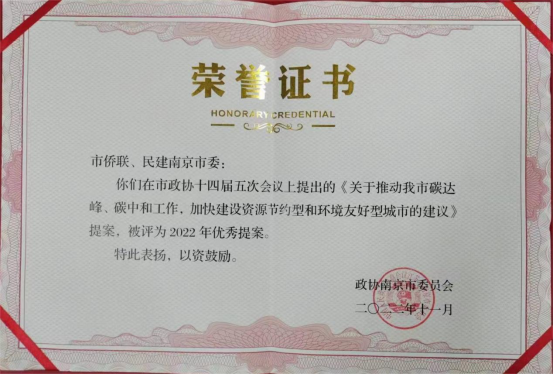 荣誉证书
HONORARY CREDENTIAL
市侨联、民建南京市委：
你们在市政协十四届五次会议上提出的《关于推动我市碳达
峰、碳中和工作，加快建设资源节约型和环境友好型城市的建议》
提案，被评为2022年优秀提案。
特此表扬，以资鼓励。
政协南京市委员会
二〇二二年十一月